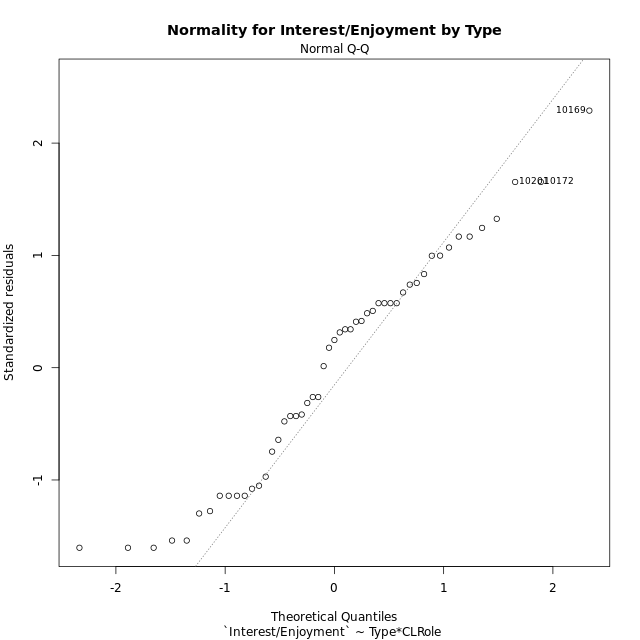 Normality for Interest/Enjoyment by Type
Normal Q-Q
10169
10201
10172
2
1
0
-1
Standardized residuals
-2 -1 0 1 2
Theoretical Quantiles
`Interest/Enjoyment` ~ Type*CLRole